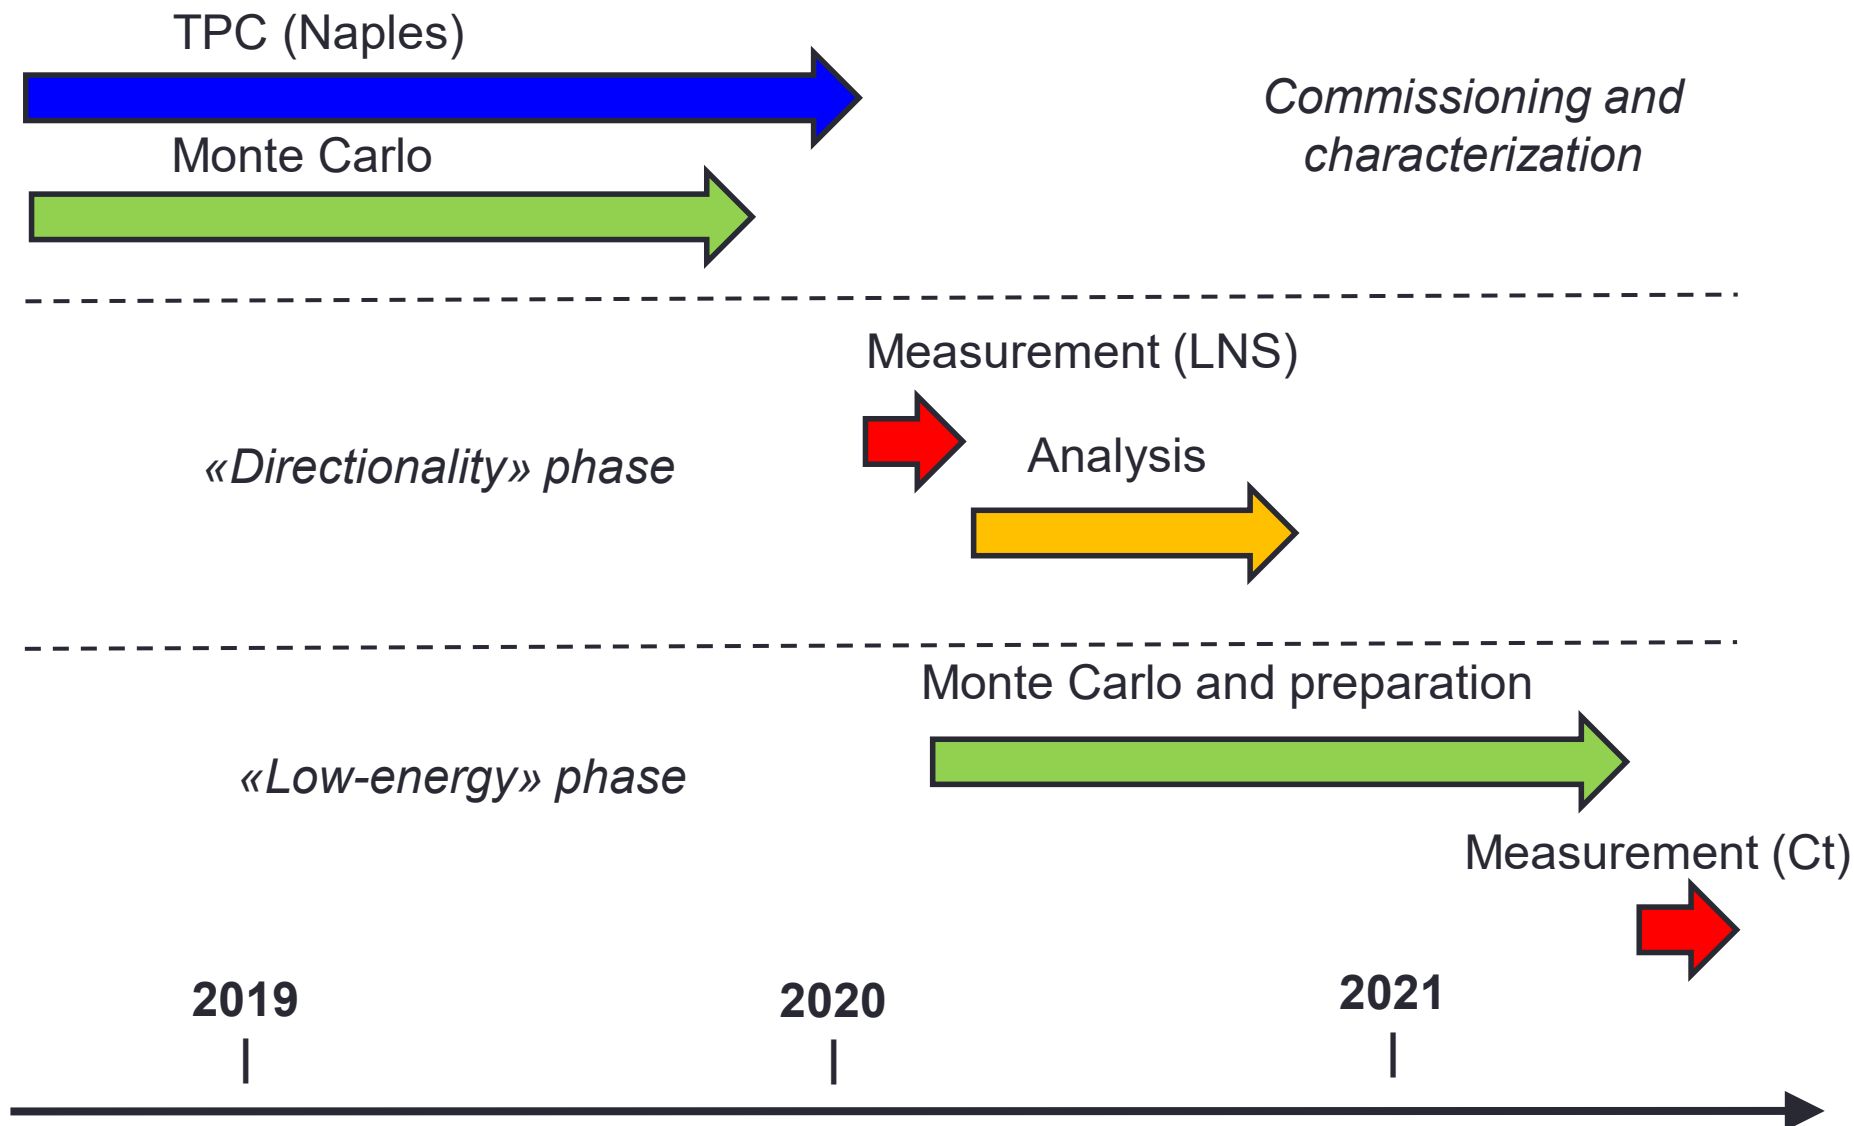 TPC (Naples)
Commissioning and
characterization
Monte Carlo
Measurement (LNS)
«Directionality» phase
Analysis
Monte Carlo and preparation
«Low-energy» phase
Measurement (Ct)
2019
2020
2021